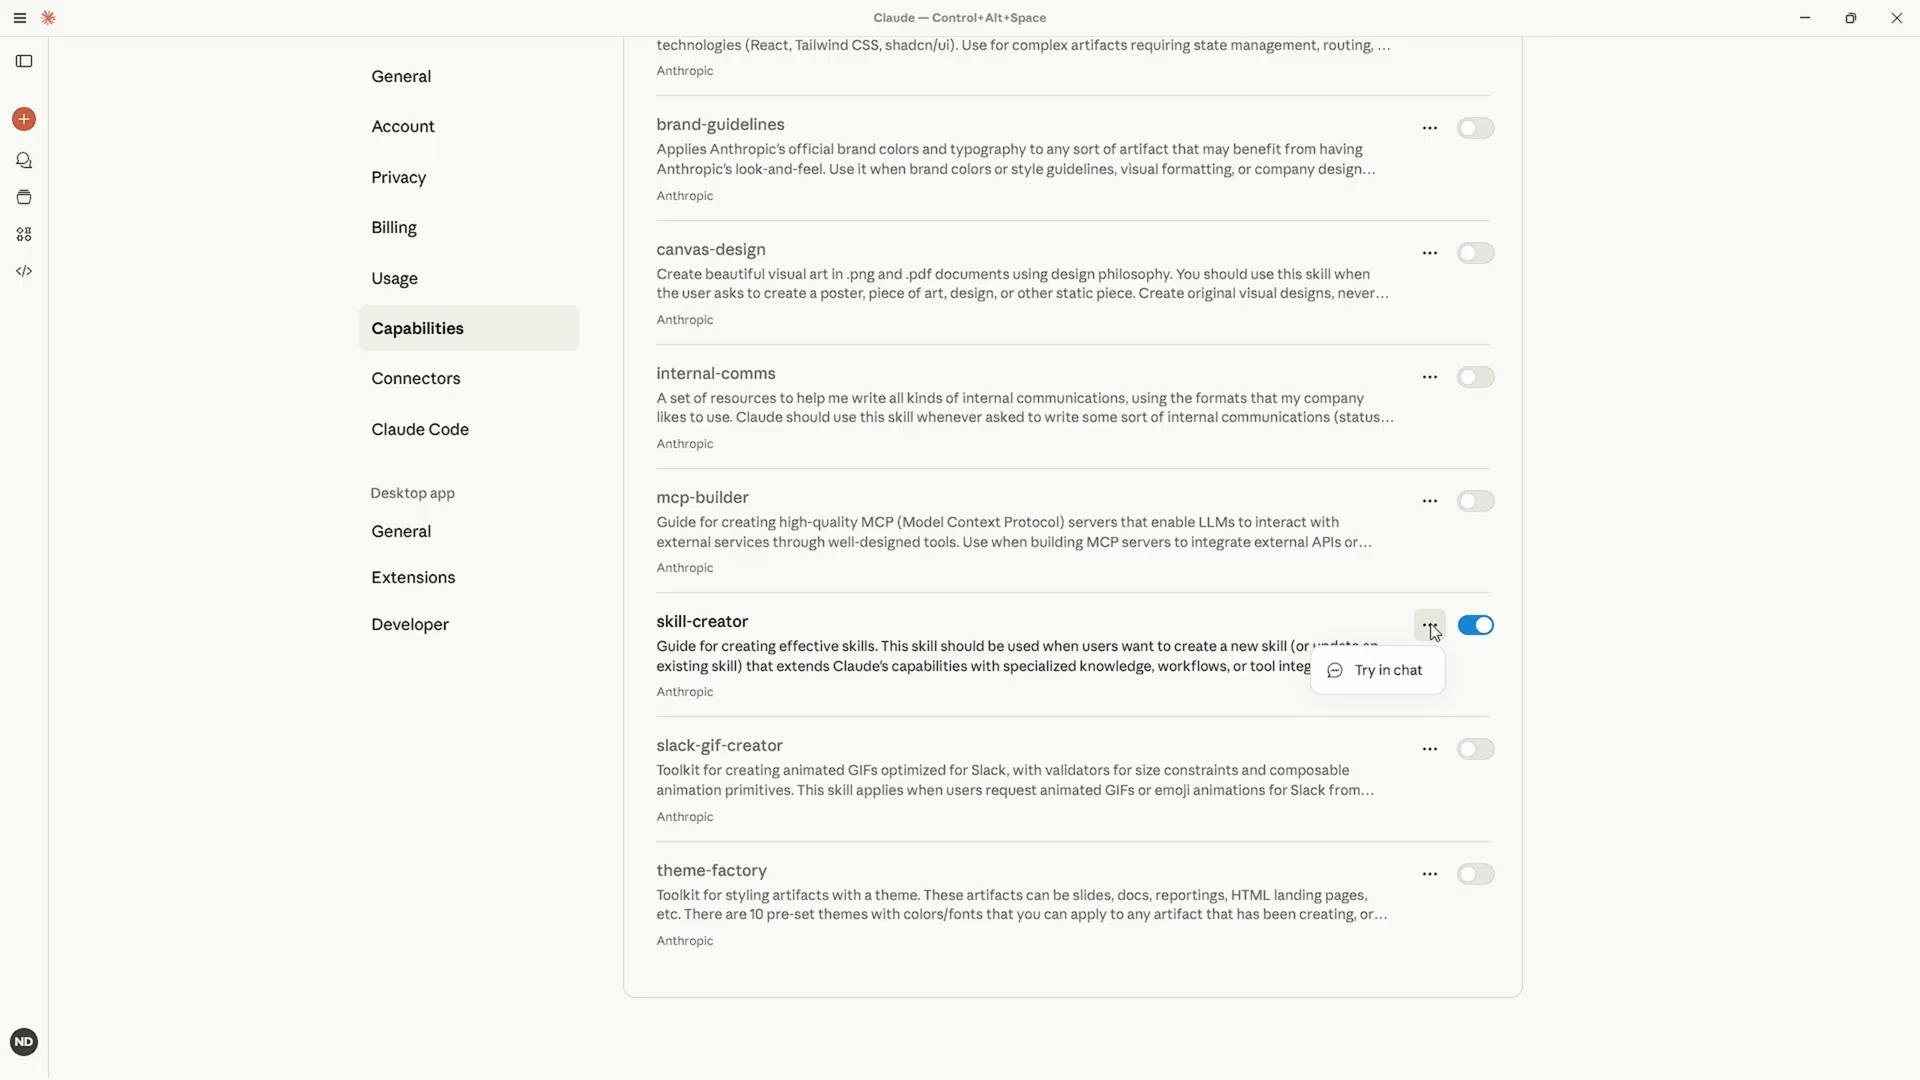 Claude — Control+Alt+Space
General
Account
Privacy
Billing
Usage
Capabilities
Connectors
Claude Code
Desktop app
General
Extensions
Developer
technologies (React, Tailwind CSS, shadcn/ui). Use for complex artifacts requiring state management, routing, ...
Anthropic
brand-guidelines
Applies Anthropic's official brand colors and typography to any sort of artifact that may benefit from having
Anthropic's look-and-feel. Use it when brand colors or style guidelines, visual formatting, or company design...
Anthropic
canvas-design
Create beautiful visual art in .png and .pdf documents using design philosophy. You should use this skill when
the user asks to create a poster, piece of art, design, or other static piece. Create original visual designs, never...
Anthropic
internal-comms
A set of resources to help me write all kinds of internal communications, using the formats that my company
likes to use. Claude should use this skill whenever asked to write some sort of internal communications (status...
Anthropic
mcp-builder
Guide for creating high-quality MCP (Model Context Protocol) servers that enable LLMs to interact with
external services through well-designed tools. Use when building MCP servers to integrate external APIs or...
Anthropic
skill-creator
Guide for creating effective skills. This skill should be used when users want to create a new skill (or update an
existing skill) that extends Claude's capabilities with specialized knowledge, workflows, or tool integ
Try in chat
Anthropic
slack-gif-creator
Toolkit for creating animated GIFs optimized for Slack, with validators for size constraints and composable
animation primitives. This skill applies when users request animated GIFs or emoji animations for Slack from...
Anthropic
theme-factory
Toolkit for styling artifacts with a theme. These artifacts can be slides, docs, reportings, HTML landing pages,
etc. There are 10 pre-set themes with colors/fonts that you can apply to any artifact that has been creating, or...
Anthropic
ND